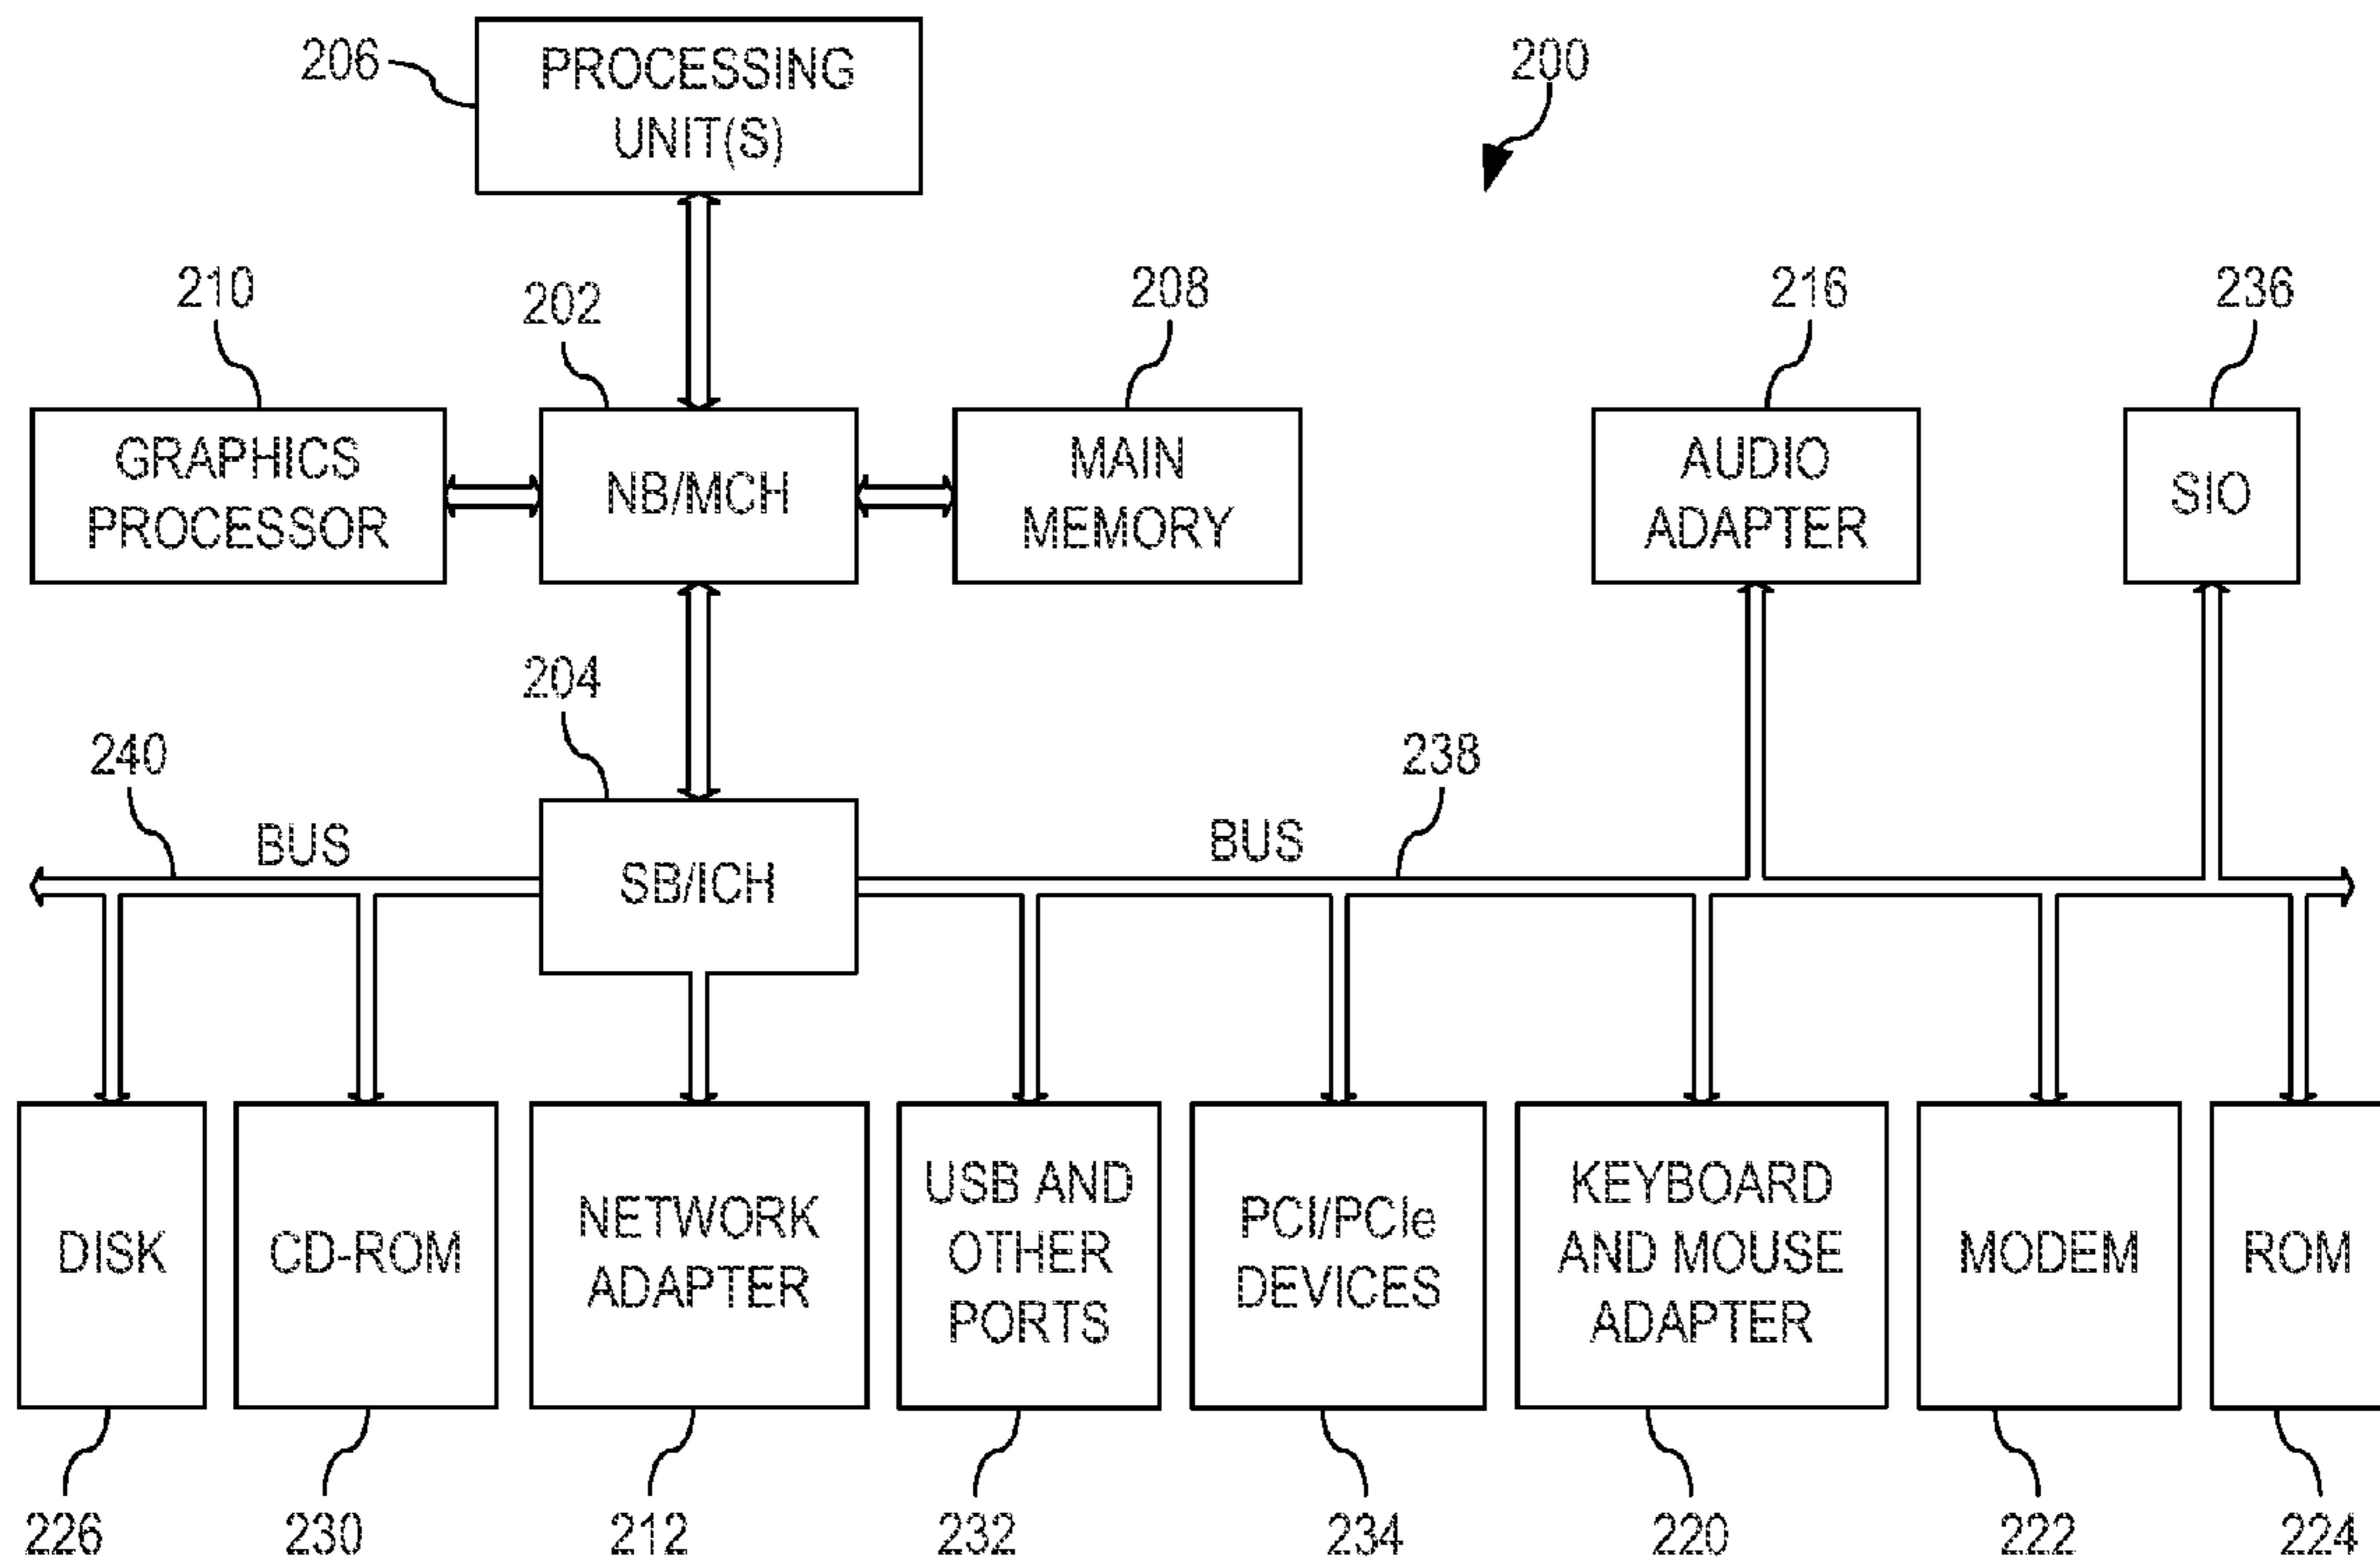 206
PROCESSING
UNIT(S)
200
210
202
208
216
236
GRAPHICS
PROCESSOR
NB/MCH
MAIN
MEMORY
AUDIO
ADAPTER
SIO
204
240
238
BUS
SB/ICH
BUS
DISK
CD-ROM
NETWORK
ADAPTER
USB AND
OTHER
PORTS
PCI/PCIe
DEVICES
KEYBOARD
AND MOUSE
ADAPTER
MODEM
ROM
226
230
212
232
234
220
222
224